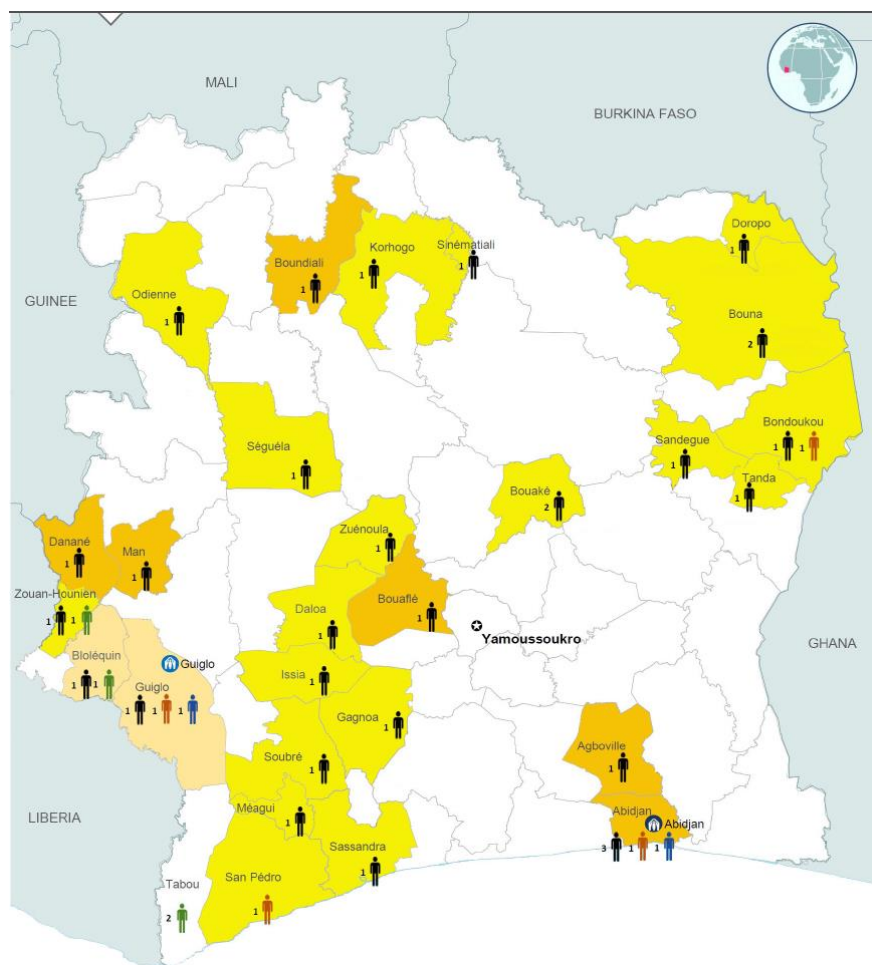 MALI
BURKINA FASO
Doropo
1
Korhogo
Sinématiali
Boundiali
1
1
1
GUINEE
Odienne
1
Bouna
2
Séguéla
1
Bondoukou
1 1
Sandegue
1
Tanda
1
Bouaké
2
Zuénoula
1
Danané
1
Man
1
Zouan-Hounien
1 1
Bouaflé
1
Daloa
1
Yamoussoukro
GHANA
Bloléquin
1 1
Guiglo
Guiglo
1 1 1
Issia
1
Gagnoa
1
Agboville
1
Soubré
1
LIBERIA
Méagui
1
Abidjan
Abidjan
3 1 1
Sassandra
1
San Pédro
1
Tabou
2